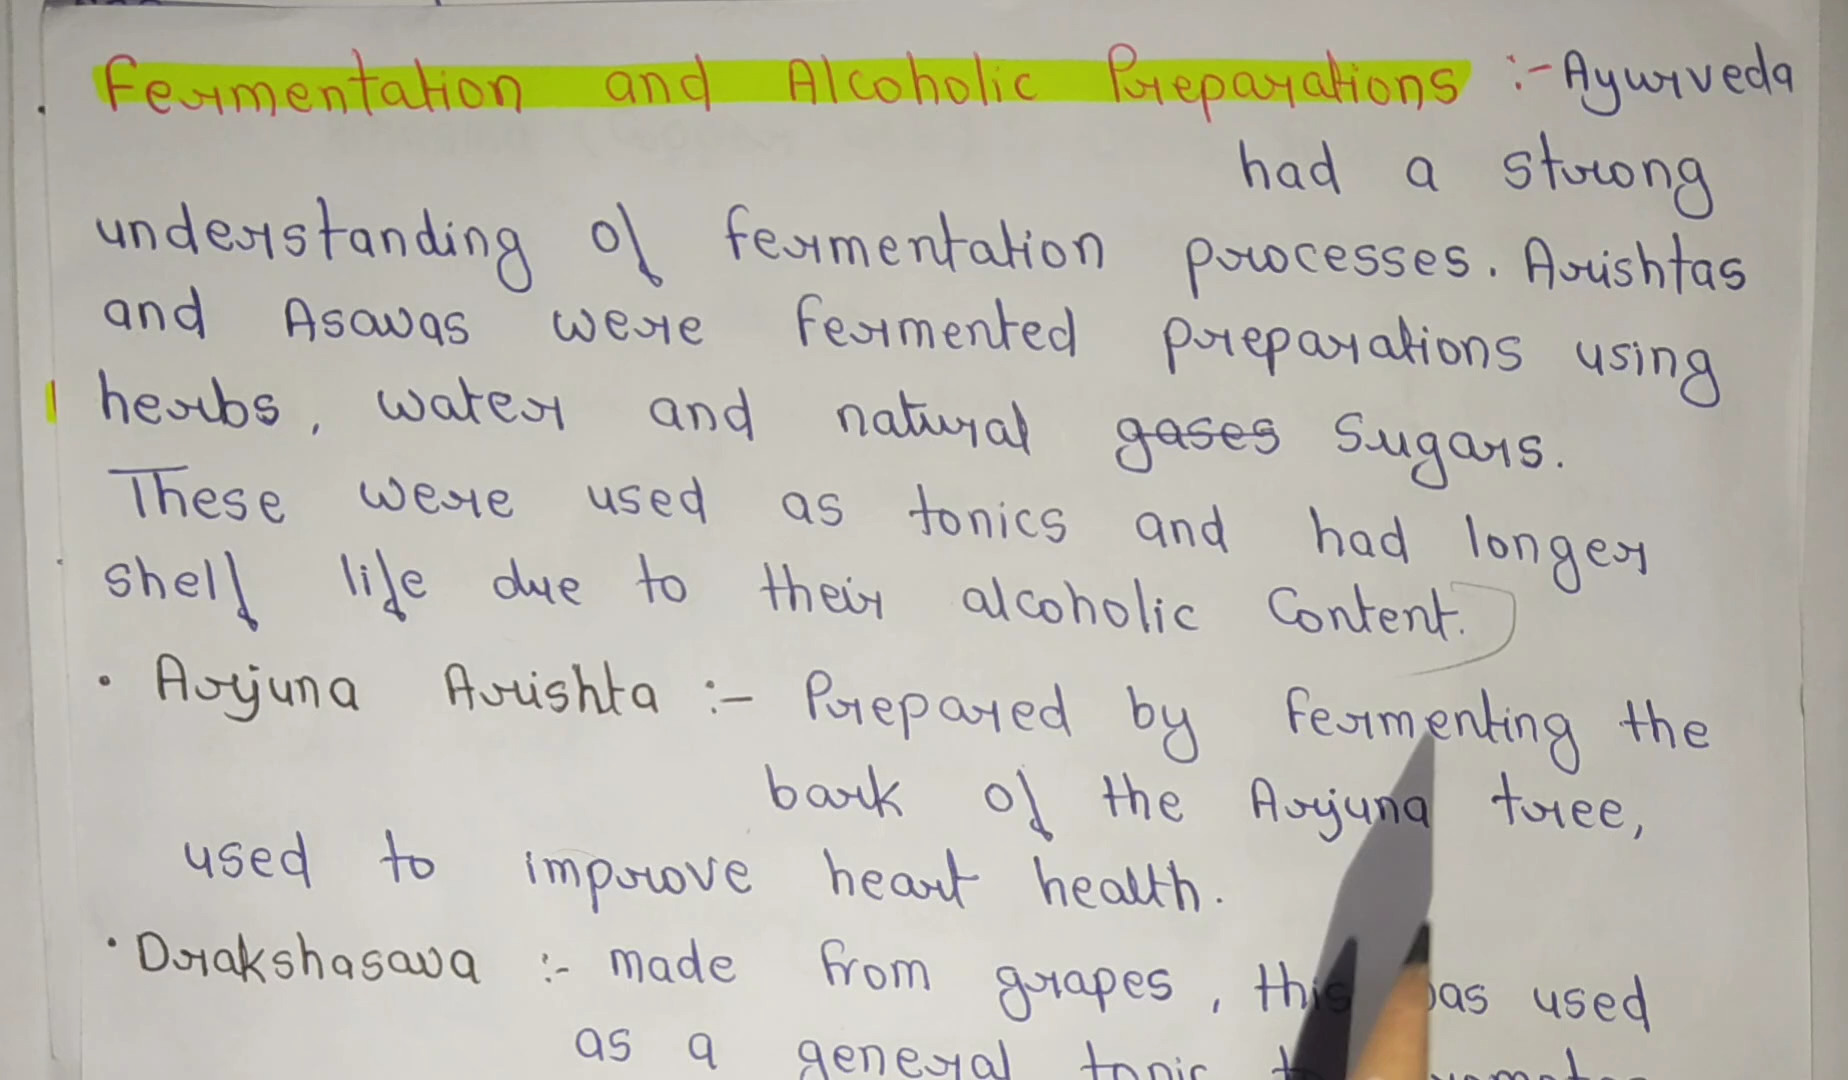 Fermentation and Alcoholic Preparations :- Ayurveda
had a strong
understanding of fermentation processes. Arishtas
and Asavas were fermented preparations using
herbs, water and natural gases Sugars.
These were used as tonics and had longer
shelf life due to their alcoholic Content.
• Arjuna Arishta :- Prepared by fermenting the
bark of the Arjuna tree,
used to improve heart health.
• Drakshasava :- made from grapes, this was used
as a general tonic